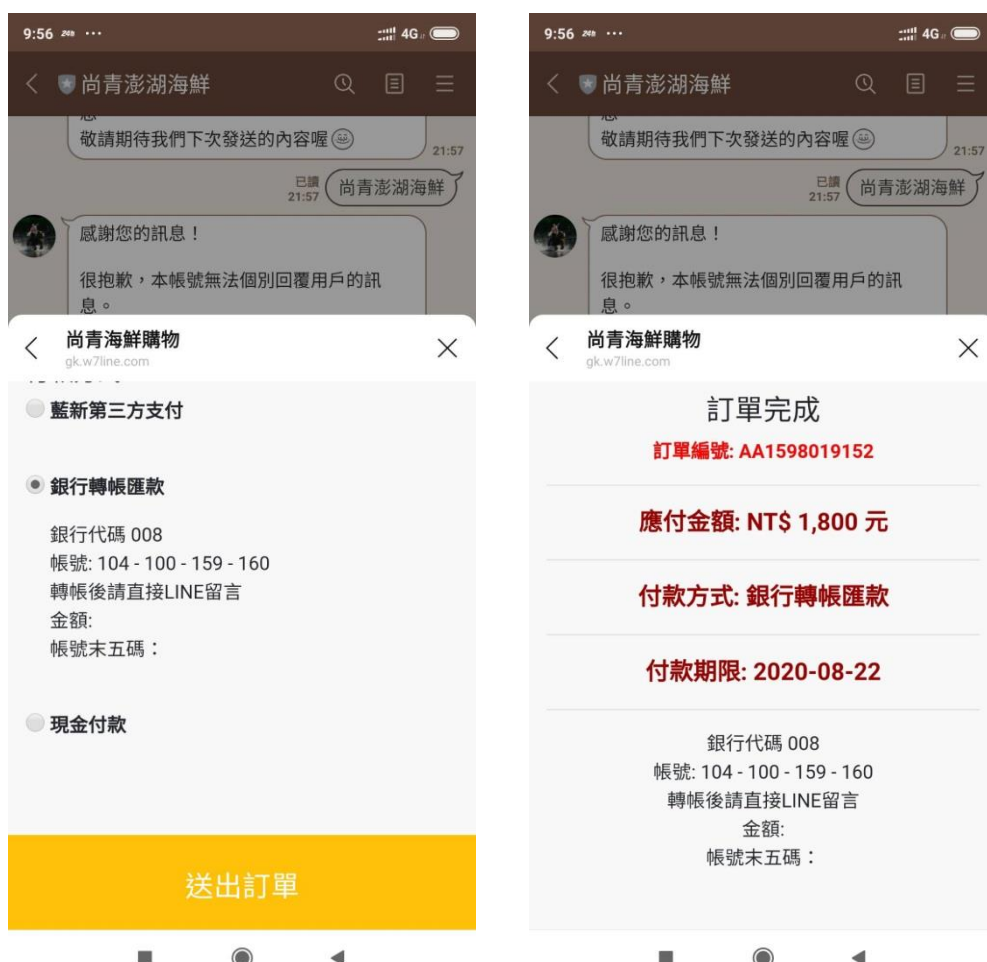 9:56
4G
尚青澎湖海鮮
敬請期待我們下次發送的內容喔
21:57
已讀
21:57
尚青澎湖海鮮
感謝您的訊息！
很抱歉，本帳號無法個別回覆用戶的訊
息。
尚青海鮮購物
gk.w7line.com
藍新第三方支付
銀行轉帳匯款
銀行代碼 008
帳號: 104 - 100 - 159 - 160
轉帳後請直接LINE留言
金額:
帳號末五碼：
現金付款
送出訂單
9:56
4G
尚青澎湖海鮮
敬請期待我們下次發送的內容喔
21:57
已讀
21:57
尚青澎湖海鮮
感謝您的訊息！
很抱歉，本帳號無法個別回覆用戶的訊
息。
尚青海鮮購物
gk.w7line.com
訂單完成
訂單編號: AA1598019152
應付金額: NT$ 1,800 元
付款方式: 銀行轉帳匯款
付款期限: 2020-08-22
銀行代碼 008
帳號: 104 - 100 - 159 - 160
轉帳後請直接LINE留言
金額:
帳號末五碼：